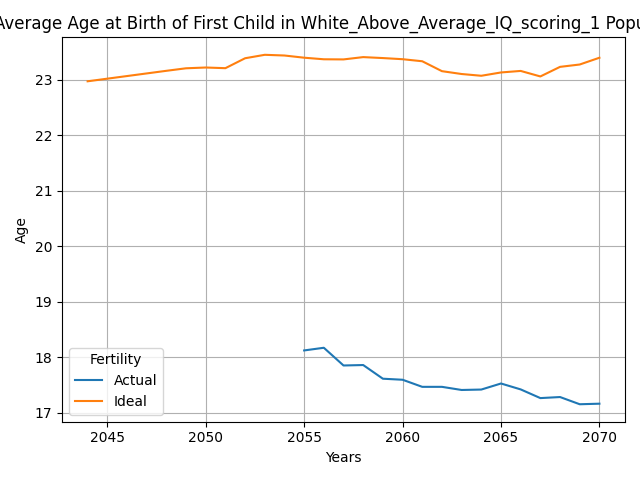 Average Age at Birth of First Child in White_Above_Average_IQ_scoring_1 Popu
23
22
21
20
19
18
17
Age
Fertility
Actual
Ideal
2045 2050 2055 2060 2065 2070
Years